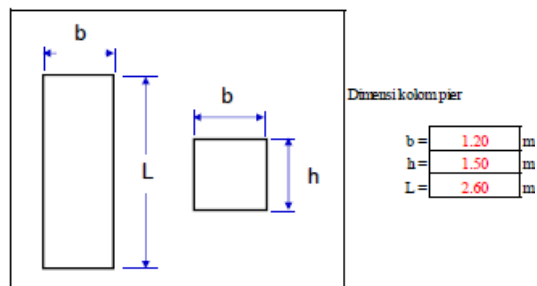 b
b
L
h
Dimensi kolom pier
b = 1.20 m
h = 1.50 m
L = 2.60 m